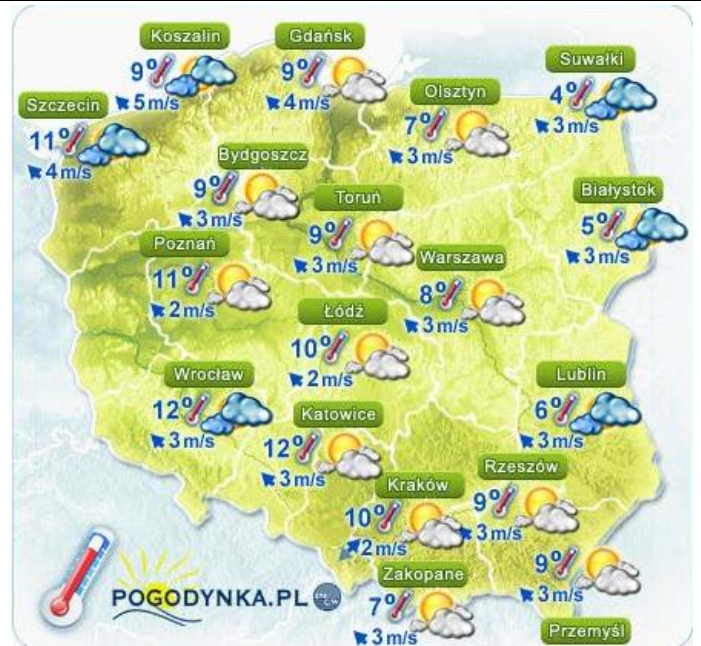 Koszalin
9°
5 m/s
Gdańsk
9°
4 m/s
Suwałki
4°
3 m/s
Szczecin
11°
4 m/s
Olsztyn
7°
3 m/s
Bydgoszcz
9°
3 m/s
Toruń
9°
3 m/s
Białystok
5°
3 m/s
Poznań
11°
2 m/s
Warszawa
8°
3 m/s
Łódź
10°
2 m/s
Wrocław
12°
3 m/s
Katowice
12°
3 m/s
Lublin
6°
3 m/s
Kraków
10°
2 m/s
Rzeszów
9°
3 m/s
Zakopane
7°
3 m/s
9°
3 m/s
Przemyśl
POGODYNKA.PL